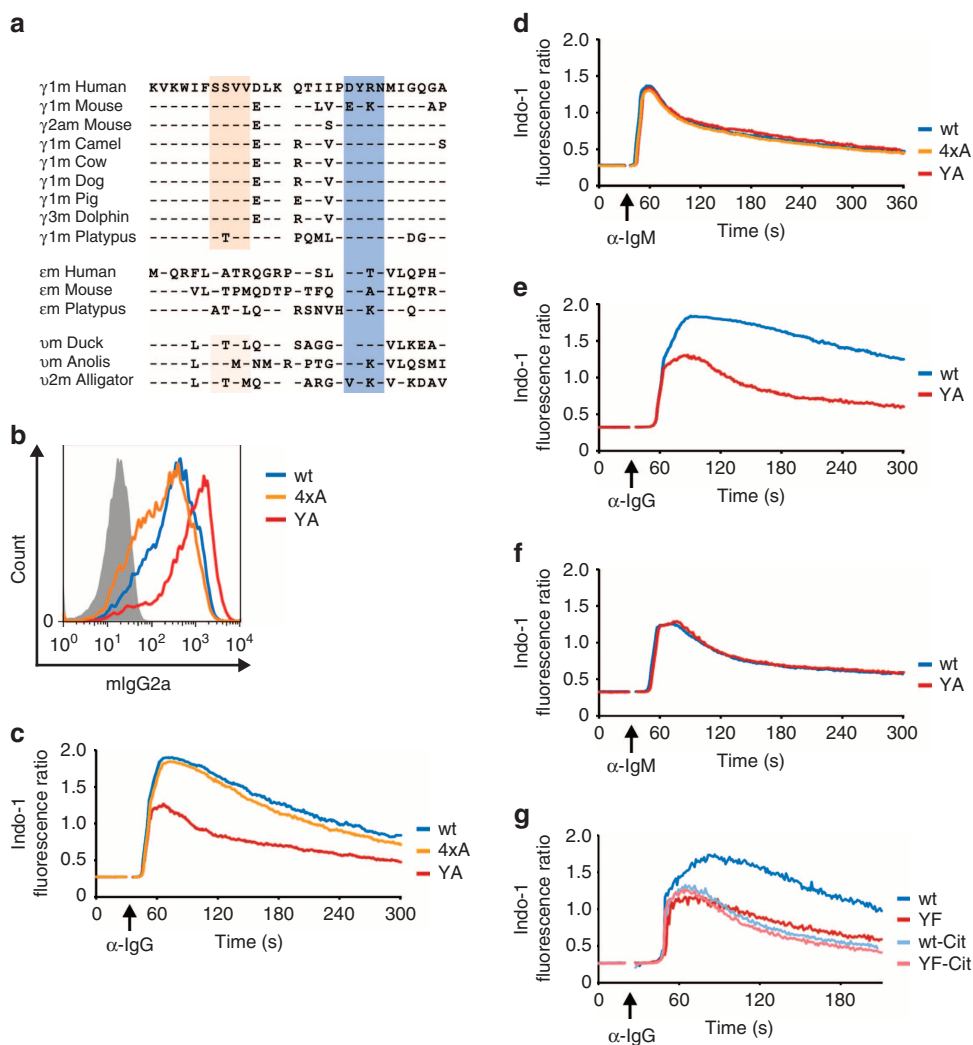 a
γ1m Human KVKWIFSSVVDLK QTIIPDYRNMIGQGA
γ1m Mouse ----------E-- --LV-E-K-----AP
γ2am Mouse ----------E-- ---S-----------
γ1m Camel ----------E-- R--V----------S
γ1m Cow ----------E-- R--V-----------
γ1m Dog ----------E-- R--V-----------
γ1m Pig ----------E-- E--V-----------
γ3m Dolphin ----------E-- R--V-----------
γ1m Platypus -------T----- PQML-------DG--
εm Human M-QRFL-ATRQGRP--SL --T-VLQPH-
εm Mouse --VL-TPMQDTP-TFQ --A-ILQTR-
εm Platypus ------AT-LQ-- RSNVH--K---Q---
υm Duck ----L--T-LQ-- SAGG ----VLKEA-
υm Anolis ----L---M-NM-R-PTG--K-VLQSMI
υ2m Alligator ----L--T-MQ-- -ARG-V-K-VKDAV
b
Count
0
10⁰ 10¹ 10² 10³ 10⁴
mIgG2a
wt
4xA
YA
c
Indo-1
fluorescence ratio
2.0
1.5
1.0
0.5
0
0 60 120 180 240 300
α-IgG
Time (s)
wt
4xA
YA
d
Indo-1
fluorescence ratio
2.0
1.5
1.0
0.5
0
0 60 120 180 240 300 360
α-IgM
Time (s)
wt
4xA
YA
e
Indo-1
fluorescence ratio
2.0
1.5
1.0
0.5
0
0 60 120 180 240 300
α-IgG
Time (s)
wt
YA
f
Indo-1
fluorescence ratio
2.0
1.5
1.0
0.5
0
0 60 120 180 240 300
α-IgM
Time (s)
wt
YA
g
Indo-1
fluorescence ratio
2.0
1.5
1.0
0.5
0
0 60 120 180
α-IgG
Time (s)
wt
YF
wt-Cit
YF-Cit